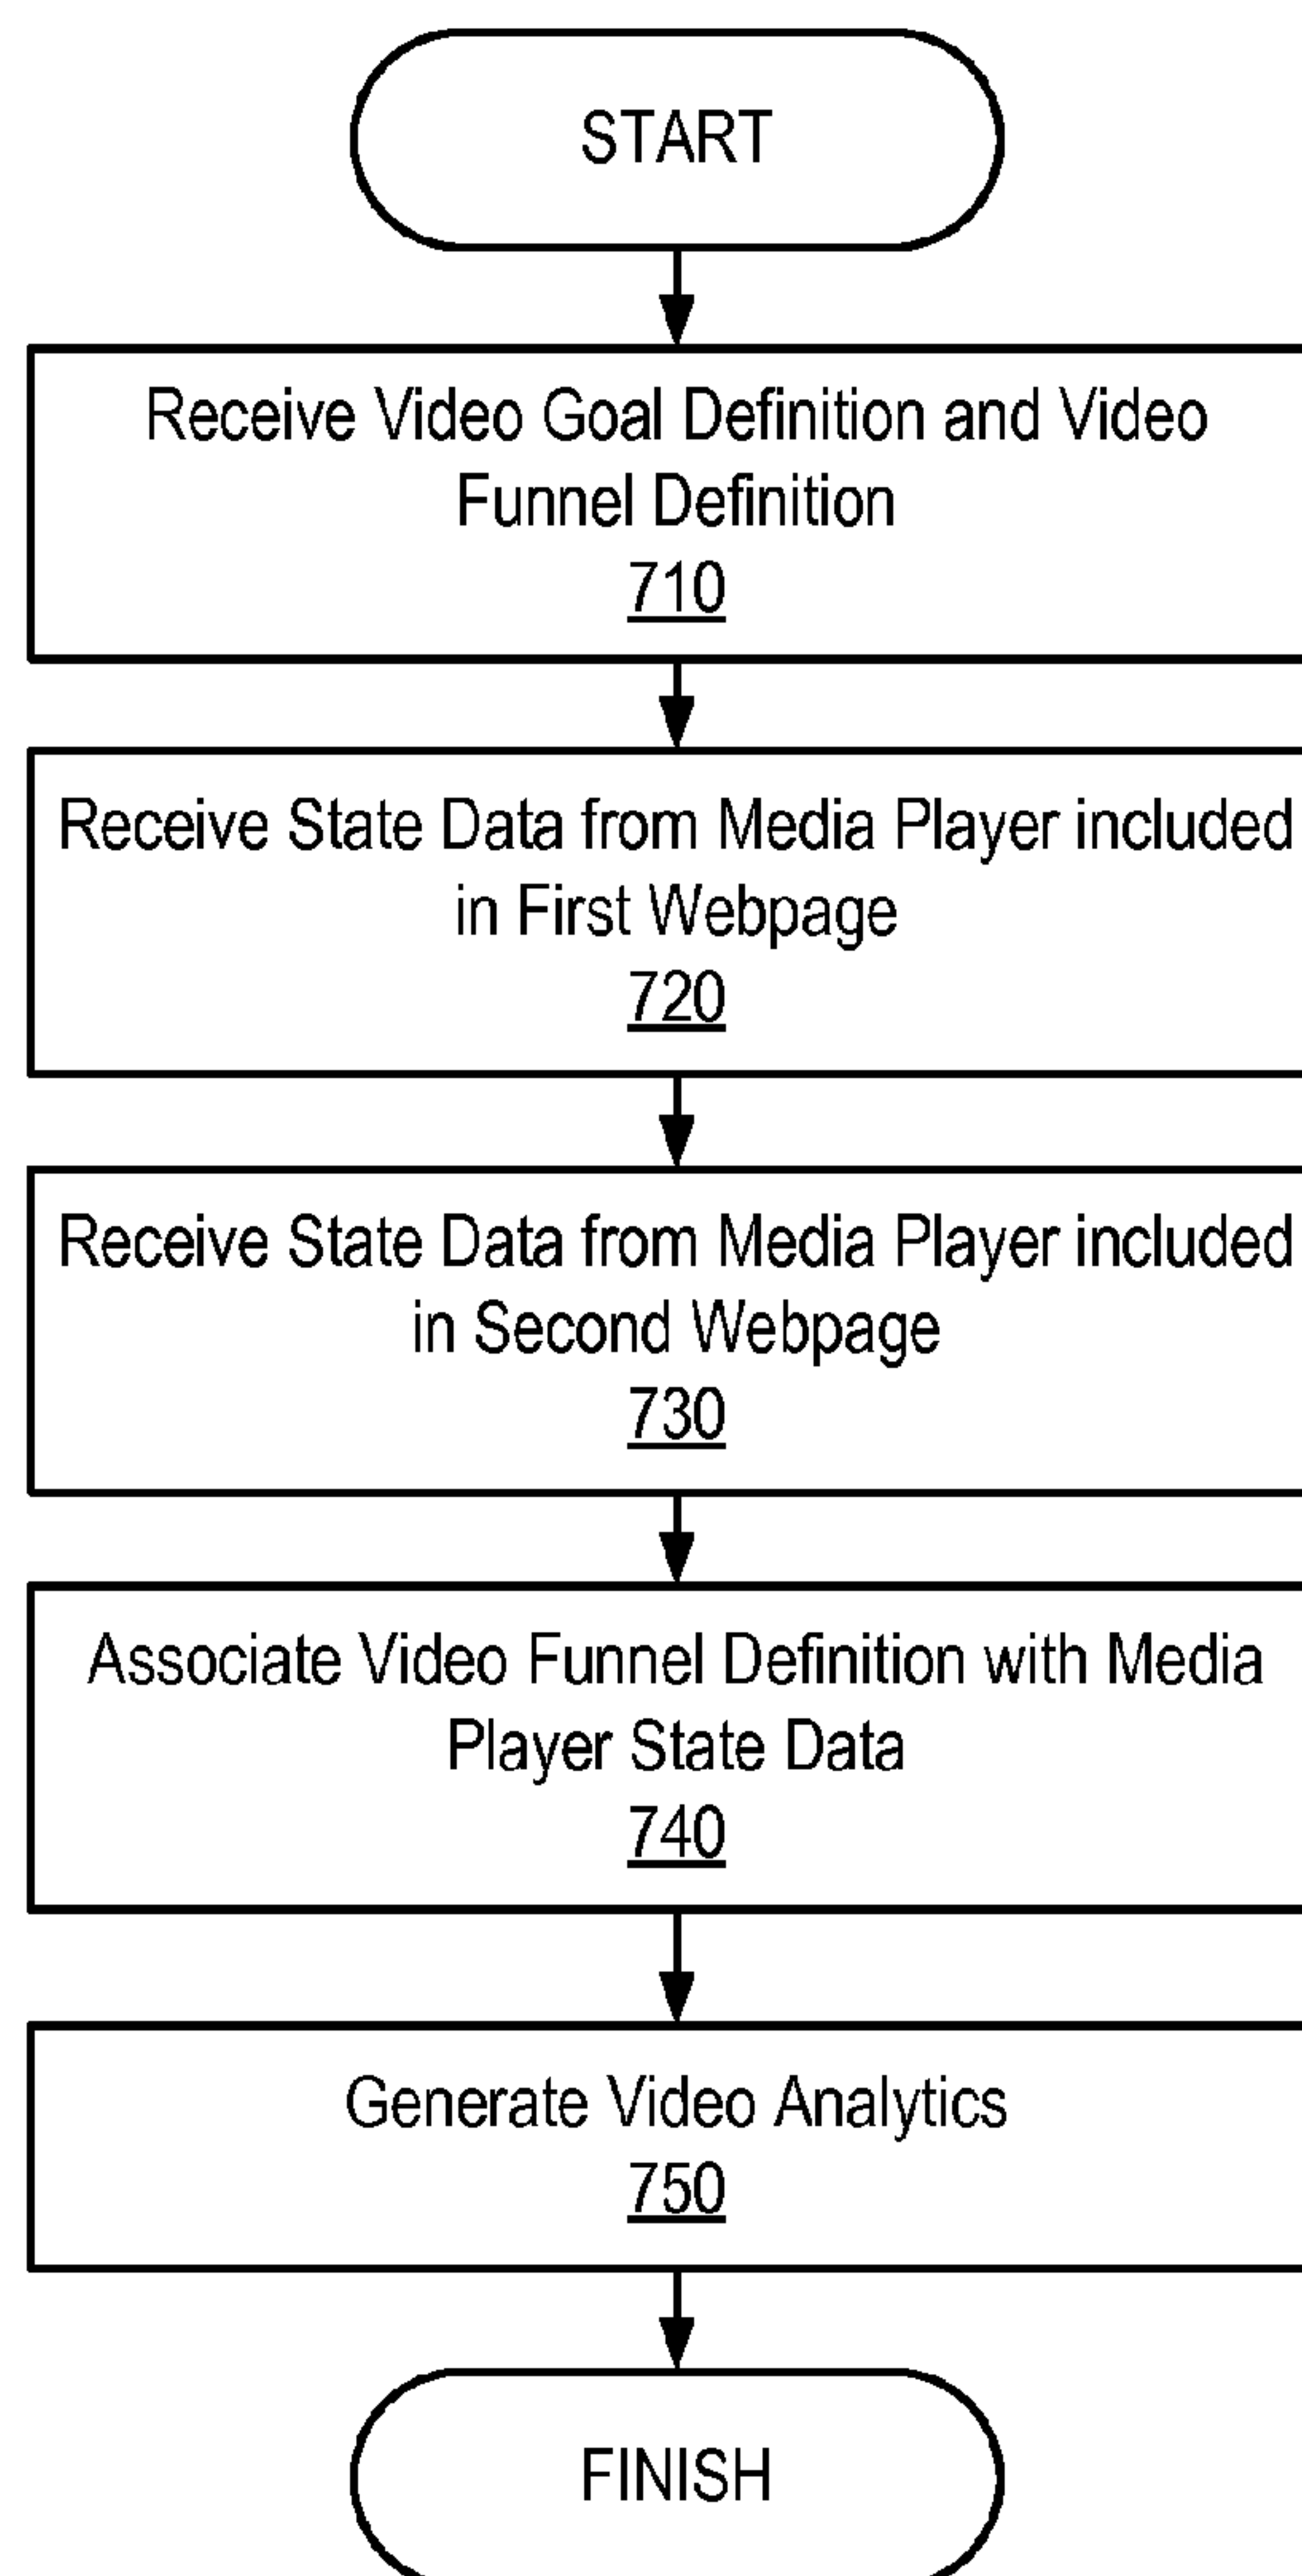 START
Receive Video Goal Definition and Video
Funnel Definition
710
Receive State Data from Media Player included
in First Webpage
720
Receive State Data from Media Player included
in Second Webpage
730
Associate Video Funnel Definition with Media
Player State Data
740
Generate Video Analytics
750
FINISH